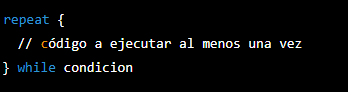 repeat {
  // código a ejecutar al menos una vez
} while condicion